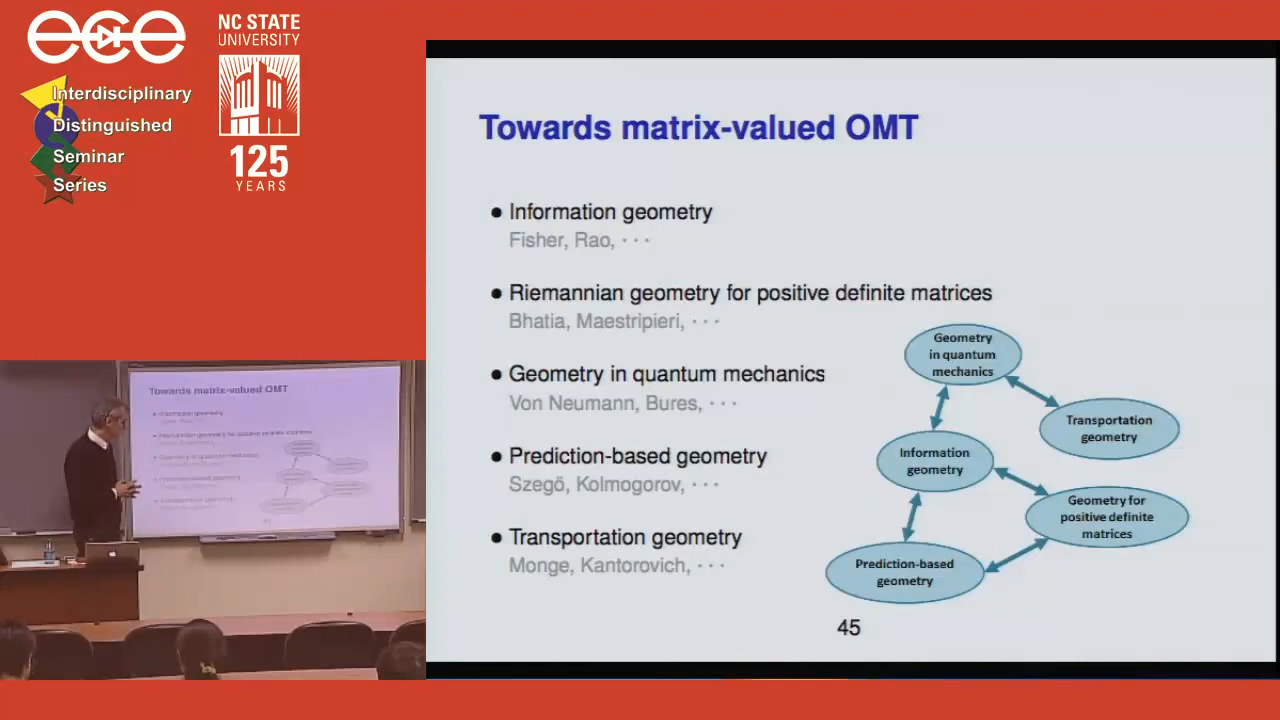 ece
NC STATE
UNIVERSITY
Interdisciplinary
Distinguished
Seminar
Series
125
YEARS
Towards matrix-valued OMT
● Information geometry
Fisher, Rao, · · ·
● Riemannian geometry for positive definite matrices
Bhatia, Maestripieri, · · ·
● Geometry in quantum mechanics
Von Neumann, Bures, · · ·
● Prediction-based geometry
Szegö, Kolmogorov, · · ·
● Transportation geometry
Monge, Kantorovich, · · ·
Geometry
in quantum
mechanics
Transportation
geometry
Information
geometry
Geometry for
positive definite
matrices
Prediction-based
geometry
45
Towards matrix-valued OMT